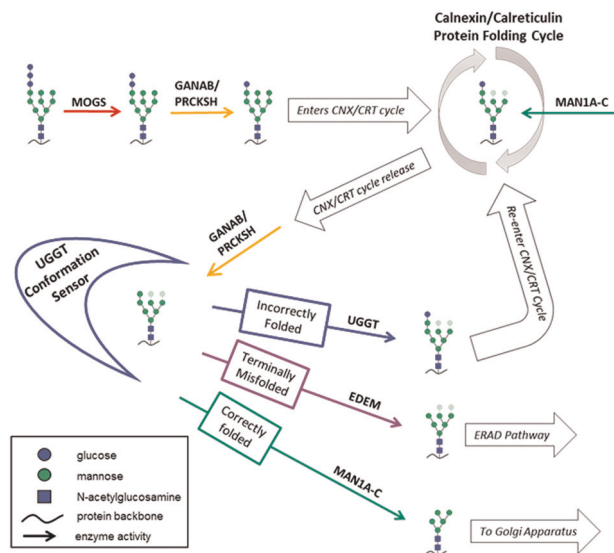 Calnexin/Calreticulin
Protein Folding Cycle
MOGS
GANAB/
PRCKSH
Enters CNX/CRT cycle
MAN1A-C
CNX/CRT cycle release
GANAB/
PRCKSH
Re-enter CNX/CRT Cycle
UGGT
Conformation
Sensor
Incorrectly
Folded
UGGT
Terminally
Misfolded
EDEM
ERAD Pathway
Correctly
folded
MAN1A-C
To Golgi Apparatus
glucose
mannose
N-acetylglucosamine
protein backbone
enzyme activity